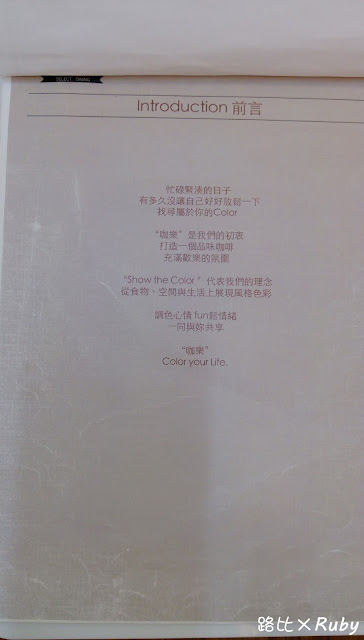 Introduction 前言
忙碌緊湊的日子
有多久沒讓自己好好放鬆一下
找尋屬於你的Color
“咖樂”是我們的初衷
打造一個品味咖啡
充滿歡樂的氛圍
“Show the Color ”代表我們的理念
從食物、空間與生活上展現風格色彩
調色心情 fun鬆情緒
一同與妳共享
“咖樂”
Color your Life.
路比×Ruby